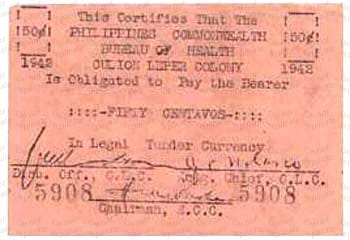 This Certifies That The
50¢ PHILIPPINES COMMONWEALTH 50¢
BUREAU OF HEALTH
1942 CULION LEPER COLONY 1942
Is Obligated to Pay the Bearer
::::-FIFTY CENTAVOS-::::
In Legal Tender Currency
Disb. Off., C.L.C. Actg. Chief, C.L.C.
5908 5908
Chairman, E.C.C.